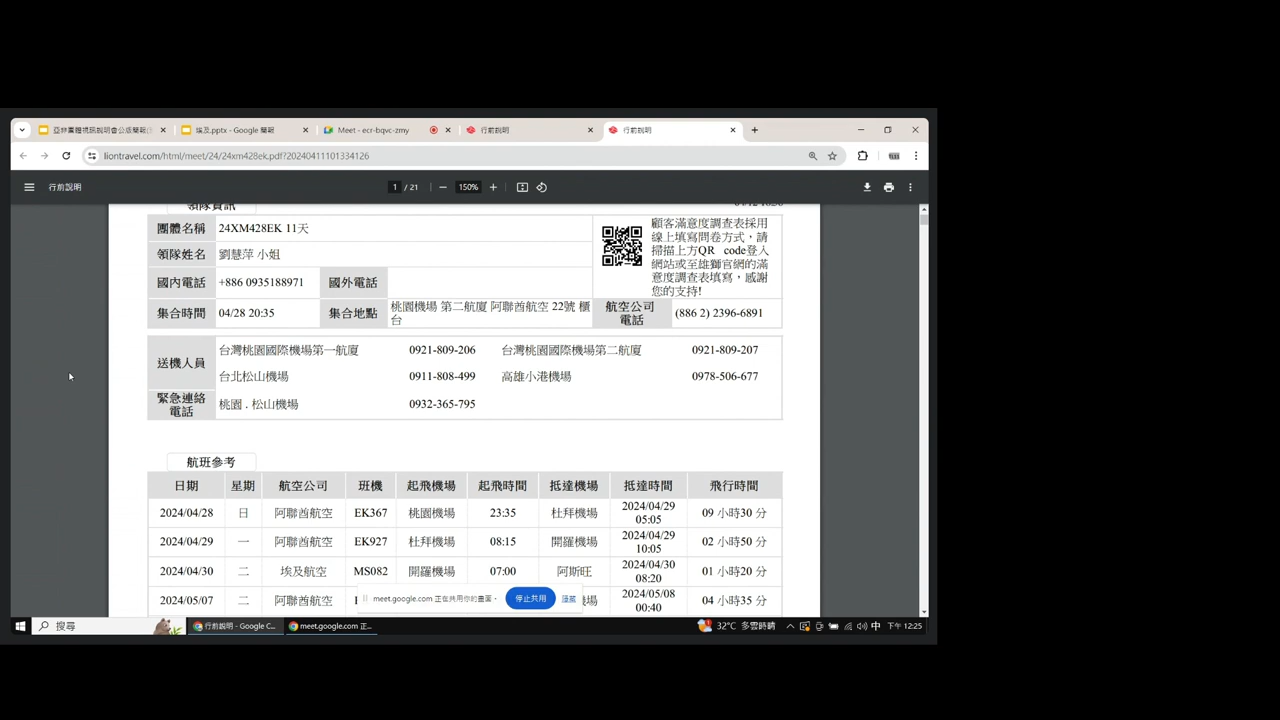 亞非團體視訊說明會公版簡報(
埃及.pptx - Google 簡報
Meet - ecr-bqvc-zmy
行前說明
行前說明
liontravel.com/html/meet/24/24xm428ek.pdf?20240411101334126
行前說明
1 / 21
150%
領隊資訊
團體名稱 24XM428EK 11天
領隊姓名 劉慧萍 小姐
國內電話 +886 0935188971 國外電話
集合時間 04/28 20:35 集合地點 桃園機場 第二航廈 阿聯酋航空 22號 櫃
台
航空公司
電話
(886 2) 2396-6891
顧客滿意度調查表採用
線上填寫問卷方式，請
掃描上方QR code登入
網站或至雄獅官網的滿
意度調查表填寫，感謝
您的支持!
送機人員
台灣桃園國際機場第一航廈 0921-809-206 台灣桃園國際機場第二航廈 0921-809-207
台北松山機場 0911-808-499 高雄小港機場 0978-506-677
緊急連絡
電話
桃園 . 松山機場 0932-365-795
航班參考
日期 星期 航空公司 班機 起飛機場 起飛時間 抵達機場 抵達時間 飛行時間
2024/04/28 日 阿聯酋航空 EK367 桃園機場 23:35 杜拜機場 2024/04/29 05:05 09 小時30 分
2024/04/29 一 阿聯酋航空 EK927 杜拜機場 08:15 開羅機場 2024/04/29 10:05 02 小時50 分
2024/04/30 二 埃及航空 MS082 開羅機場 07:00 阿斯旺 2024/04/30 08:20 01 小時20 分
2024/05/07 二 阿聯酋航空 2024/05/08 00:40 04 小時35 分
meet.google.com 正在共用你的畫面。
停止共用
隱藏
搜尋
行前說明 - Google C...
meet.google.com 正...
32°C 多雲時晴
中
下午 12:25